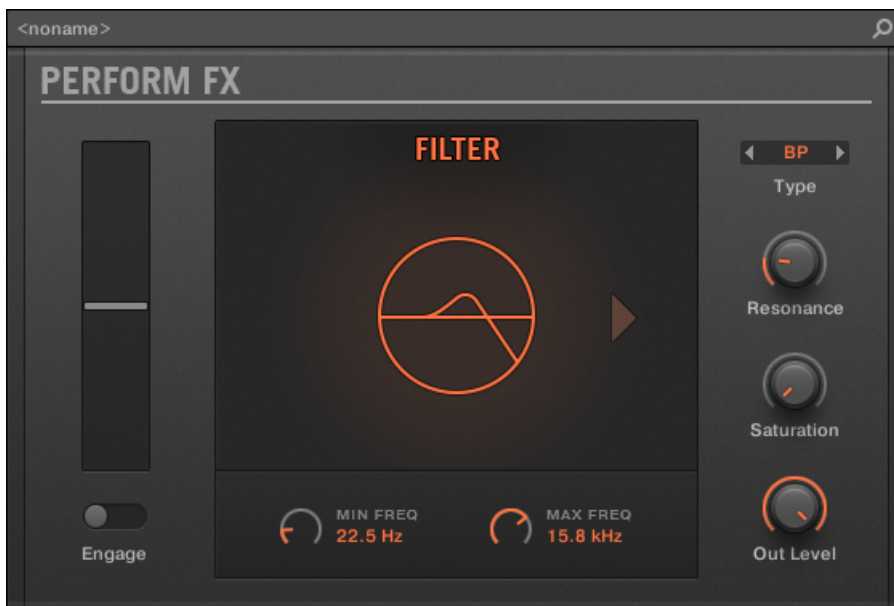 <noname>
PERFORM FX
FILTER
BP
Type
Resonance
Saturation
MIN FREQ
22.5 Hz
MAX FREQ
15.8 kHz
Engage
Out Level